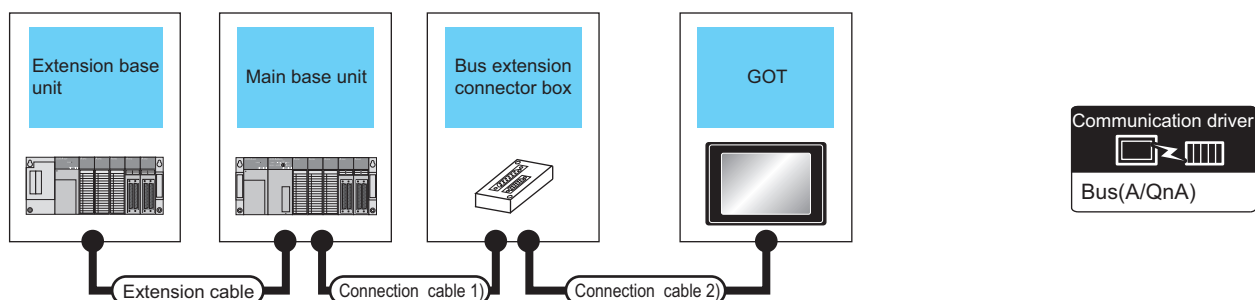 Extension base
unit
Main base unit
Bus extension
connector box
GOT
Communication driver
Bus(A/QnA)
Extension cable
Connection cable 1)
Connection cable 2)